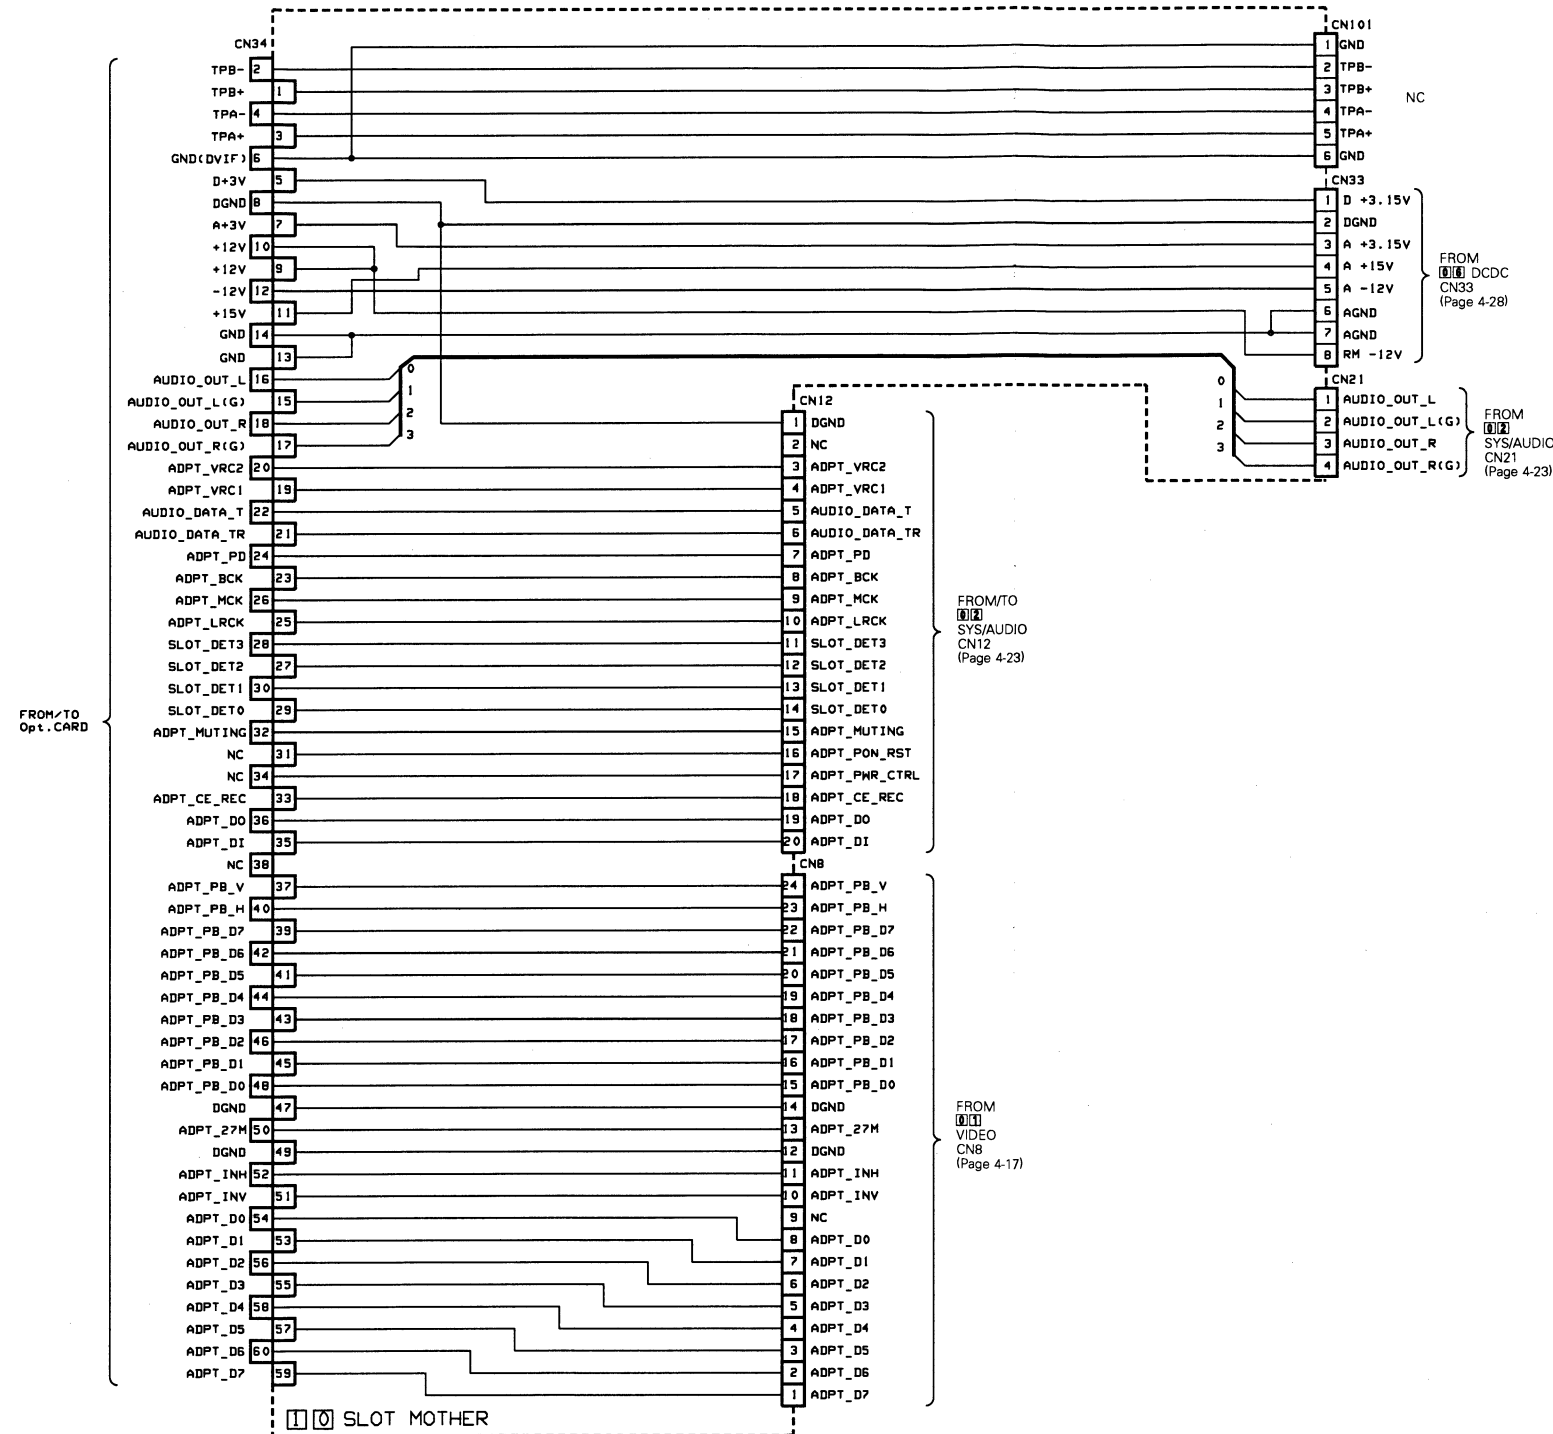 CN34
TPB- 2
TPB+ 1
TPA- 4
TPA+ 3
GND(DVIF) 6
D+3V 5
DGND 8
A+3V 7
+12V 10
+12V 9
-12V 12
+15V 11
GND 14
GND 13
AUDIO_OUT_L 16
AUDIO_OUT_L(G) 15
AUDIO_OUT_R 18
AUDIO_OUT_R(G) 17
ADPT_VRC2 20
ADPT_VRC1 19
AUDIO_DATA_T 22
AUDIO_DATA_TR 21
ADPT_PD 24
ADPT_BCK 23
ADPT_MCK 26
ADPT_LRCK 25
SLOT_DET3 28
SLOT_DET2 27
SLOT_DET1 30
SLOT_DET0 29
ADPT_MUTING 32
NC 31
NC 34
ADPT_CE_REC 33
ADPT_DO 36
ADPT_DI 35
NC 38
ADPT_PB_V 37
ADPT_PB_H 40
ADPT_PB_D7 39
ADPT_PB_D6 42
ADPT_PB_D5 41
ADPT_PB_D4 44
ADPT_PB_D3 43
ADPT_PB_D2 46
ADPT_PB_D1 45
ADPT_PB_D0 48
DGND 47
ADPT_27M 50
DGND 49
ADPT_INH 52
ADPT_INV 51
ADPT_D0 54
ADPT_D1 53
ADPT_D2 56
ADPT_D3 55
ADPT_D4 58
ADPT_D5 57
ADPT_D6 60
ADPT_D7 59
FROM/TO
Opt.CARD
0
1
2
3
CN12
1 DGND
2 NC
3 ADPT_VRC2
4 ADPT_VRC1
5 AUDIO_DATA_T
6 AUDIO_DATA_TR
7 ADPT_PD
8 ADPT_BCK
9 ADPT_MCK
10 ADPT_LRCK
11 SLOT_DET3
12 SLOT_DET2
13 SLOT_DET1
14 SLOT_DET0
15 ADPT_MUTING
16 ADPT_PON_RST
17 ADPT_PWR_CTRL
18 ADPT_CE_REC
19 ADPT_DO
20 ADPT_DI
FROM/TO
02
SYS/AUDIO
CN12
(Page 4-23)
CN8
24 ADPT_PB_V
23 ADPT_PB_H
22 ADPT_PB_D7
21 ADPT_PB_D6
20 ADPT_PB_D5
19 ADPT_PB_D4
18 ADPT_PB_D3
17 ADPT_PB_D2
16 ADPT_PB_D1
15 ADPT_PB_D0
14 DGND
13 ADPT_27M
12 DGND
11 ADPT_INH
10 ADPT_INV
9 NC
8 ADPT_D0
7 ADPT_D1
6 ADPT_D2
5 ADPT_D3
4 ADPT_D4
3 ADPT_D5
2 ADPT_D6
1 ADPT_D7
FROM
01
VIDEO
CN8
(Page 4-17)
CN101
1 GND
2 TPB-
3 TPB+
4 TPA-
5 TPA+
6 GND
NC
CN33
1 D +3.15V
2 DGND
3 A +3.15V
4 A +15V
5 A -12V
6 AGND
7 AGND
8 RM -12V
FROM
06 DCDC
CN33
(Page 4-28)
0
1
2
3
CN21
1 AUDIO_OUT_L
2 AUDIO_OUT_L(G)
3 AUDIO_OUT_R
4 AUDIO_OUT_R(G)
FROM
02
SYS/AUDIO
CN21
(Page 4-23)
10 SLOT MOTHER